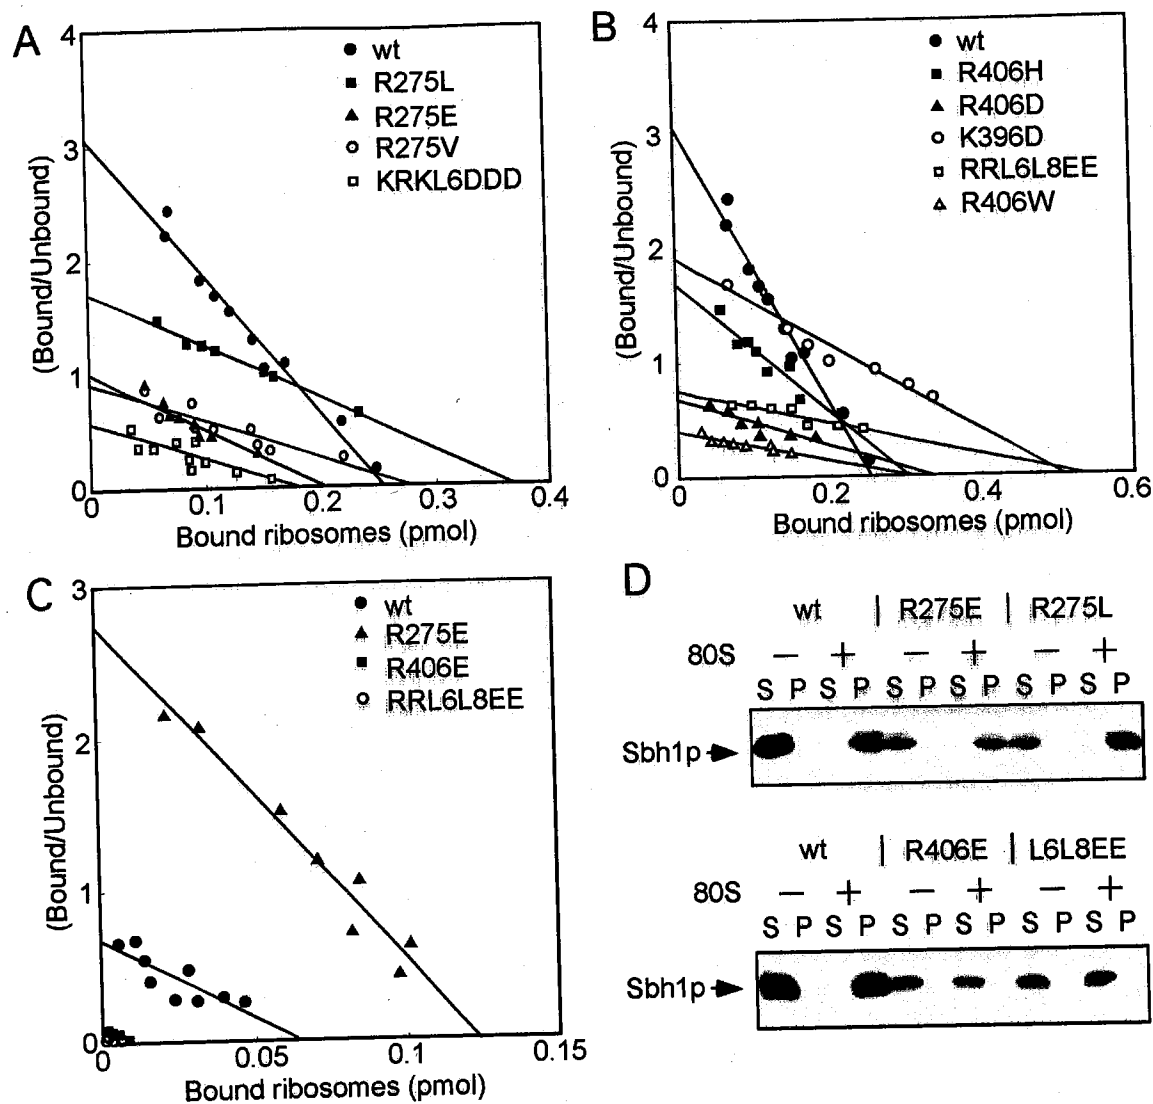 A
(Bound/Unbound)
4
3
2
1
0
wt
R275L
R275E
R275V
KRKL6DDD
0 0.1 0.2 0.3 0.4
Bound ribosomes (pmol)
B
(Bound/Unbound)
4
3
2
1
0
wt
R406H
R406D
K396D
RRL6L8EE
R406W
0 0.2 0.4 0.6
Bound ribosomes (pmol)
C
(Bound/Unbound)
3
2
1
0
wt
R275E
R406E
RRL6L8EE
0 0.05 0.1 0.15
Bound ribosomes (pmol)
D
wt | R275E | R275L
80S − + − + − +
S P S P S P S P S P S P
Sbh1p
wt | R406E | L6L8EE
80S − + − + − +
S P S P S P S P S P S P
Sbh1p